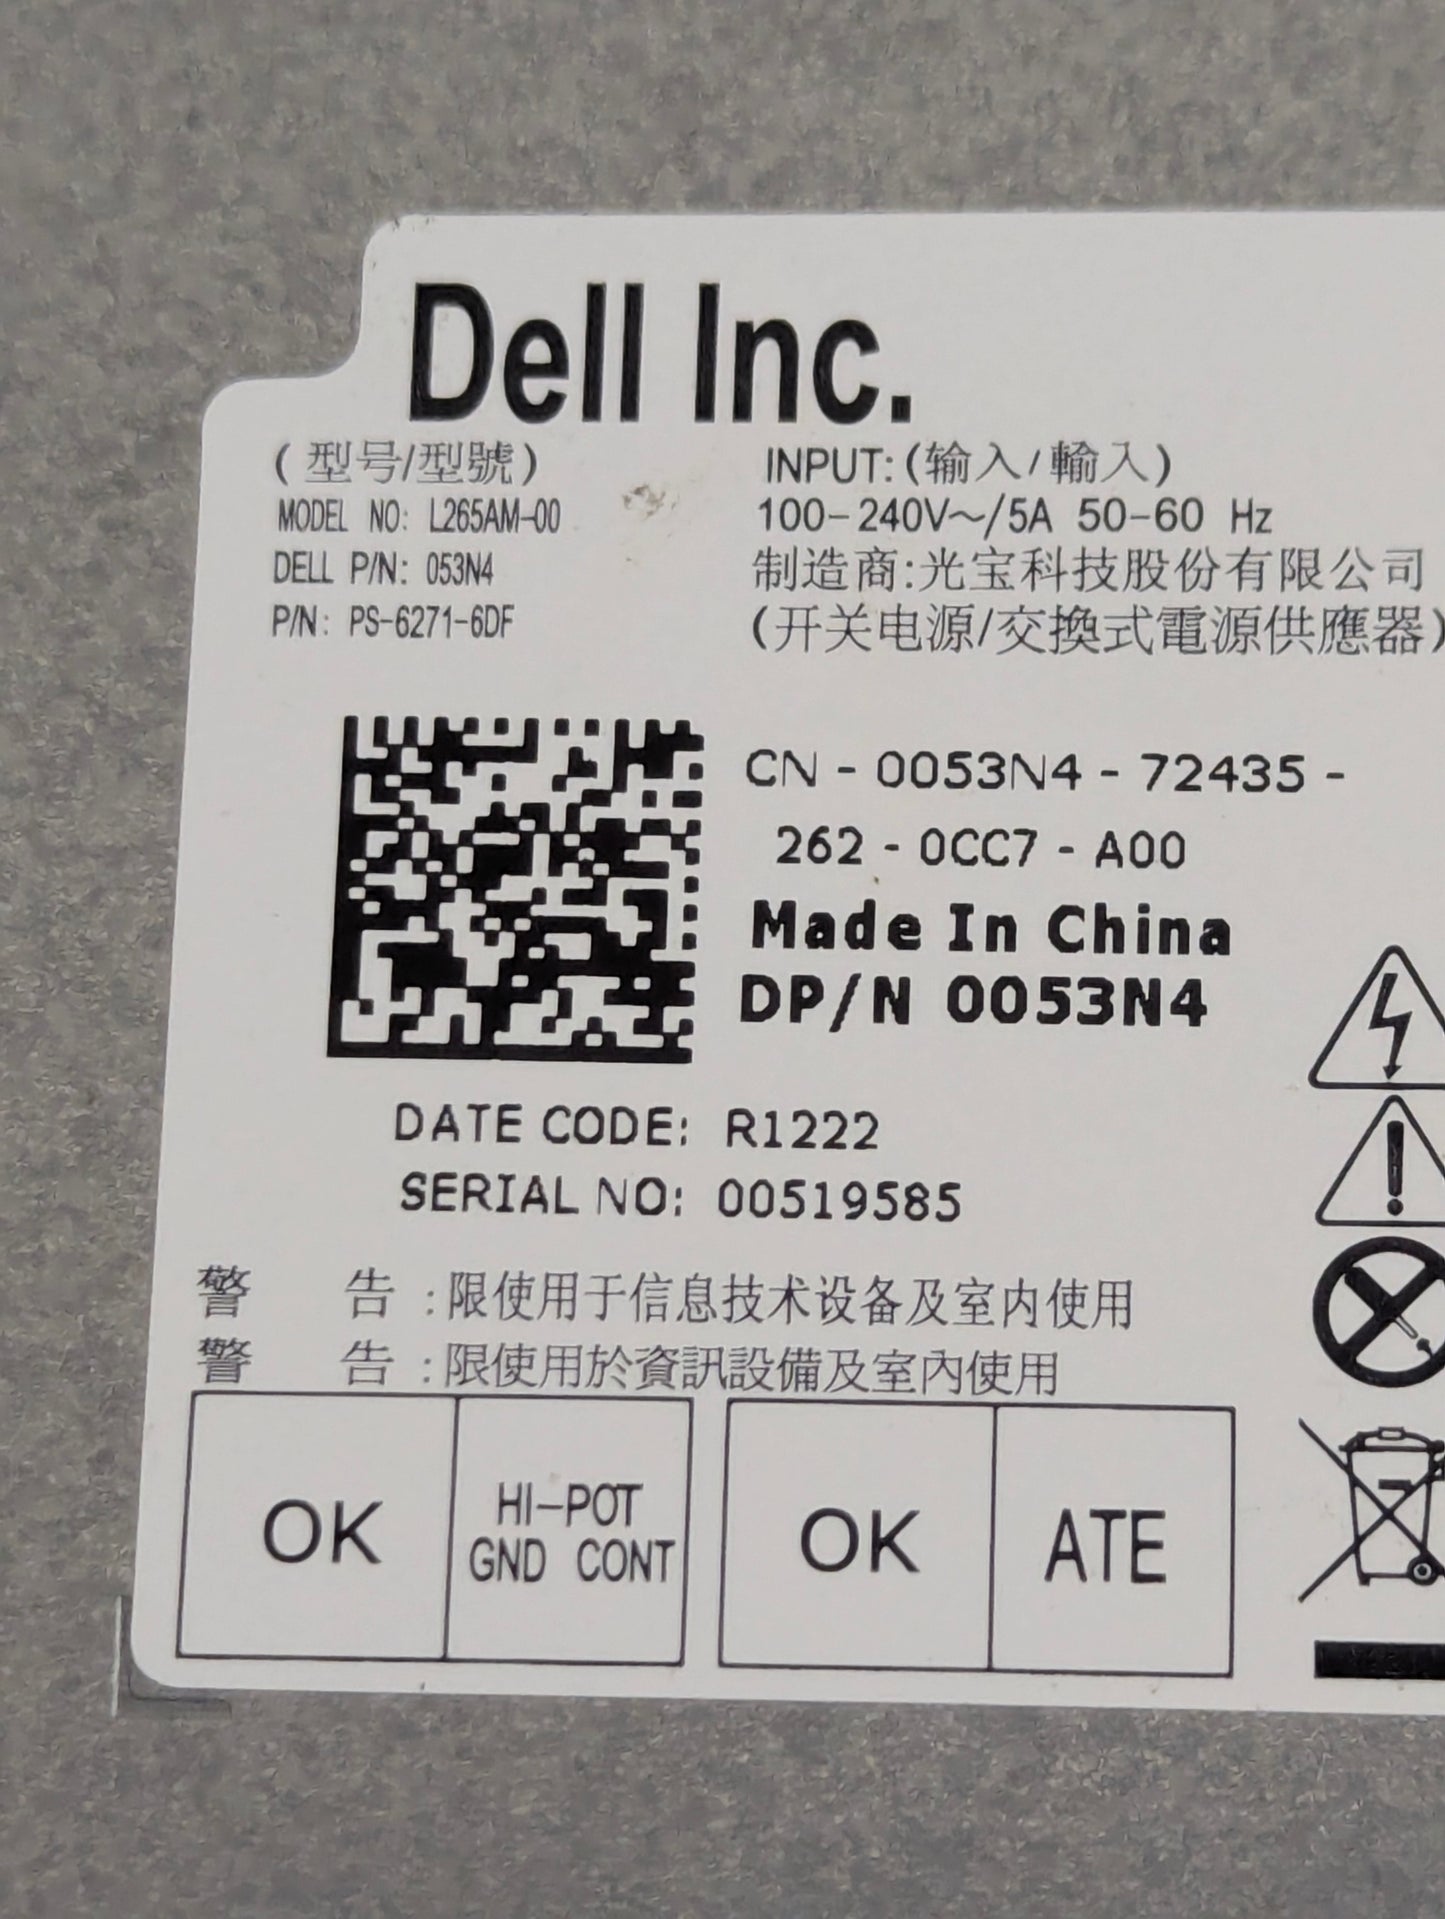 Dell Inc.
(型号/型號)
MODEL NO: L265AM-00
DELL P/N: 053N4
P/N: PS-6271-6DF
INPUT:(输入/輸入)
100-240V~/5A 50-60 Hz
制造商:光宝科技股份有限公司
(开关电源/交換式電源供應器)
CN - 0053N4 - 72435 -
262 - 0CC7 - A00
Made In China
DP/N 0053N4
DATE CODE: R1222
SERIAL NO: 00519585
警 告 :限使用于信息技术设备及室内使用
警 告 :限使用於資訊設備及室內使用
OK
HI-POT
GND CONT
OK
ATE